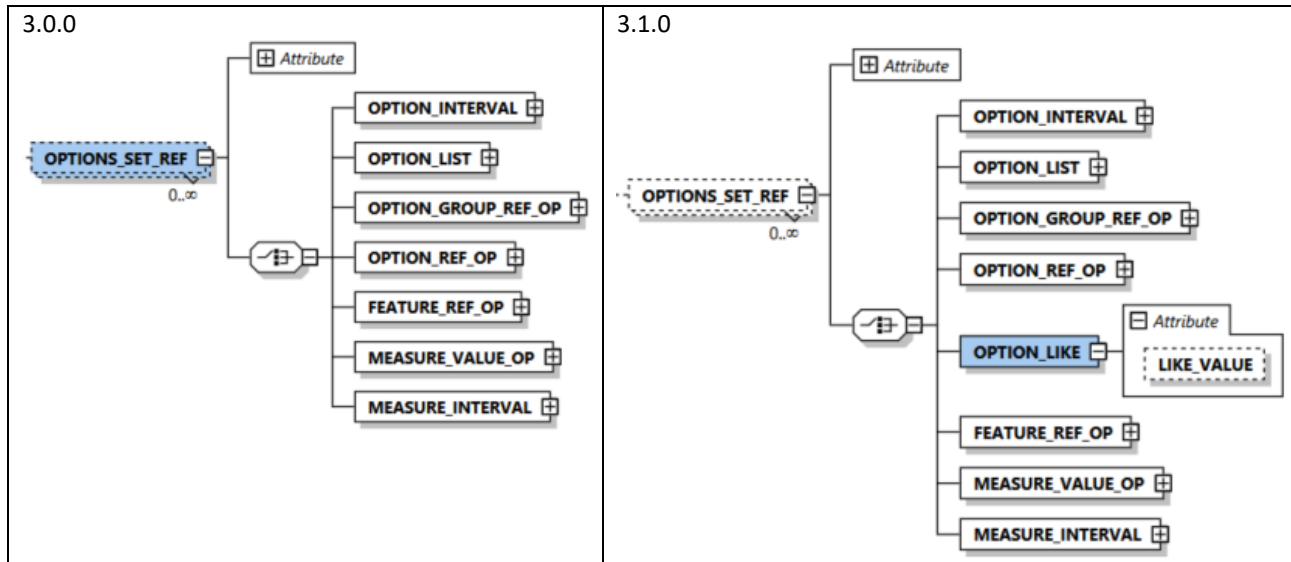 3.0.0
Attribute
OPTION_INTERVAL
OPTION_LIST
OPTIONS_SET_REF
0..∞
OPTION_GROUP_REF_OP
OPTION_REF_OP
FEATURE_REF_OP
MEASURE_VALUE_OP
MEASURE_INTERVAL
3.1.0
Attribute
OPTION_INTERVAL
OPTION_LIST
OPTIONS_SET_REF
0..∞
OPTION_GROUP_REF_OP
OPTION_REF_OP
Attribute
OPTION_LIKE
LIKE_VALUE
FEATURE_REF_OP
MEASURE_VALUE_OP
MEASURE_INTERVAL